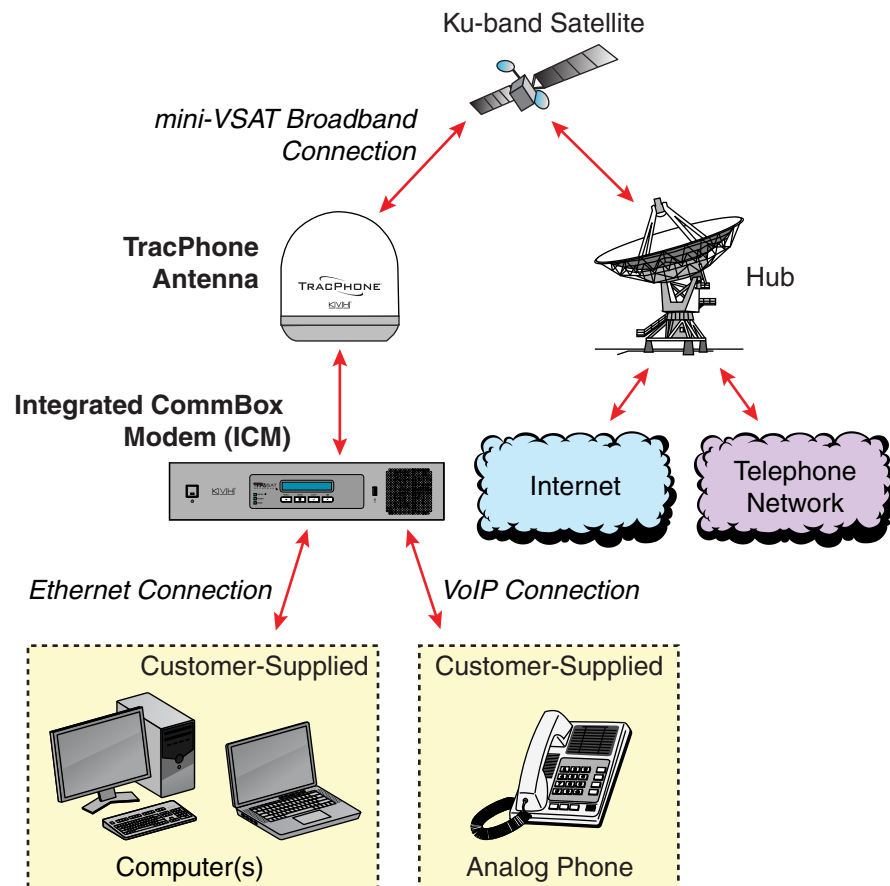 Ku-band Satellite
mini-VSAT Broadband
Connection
TracPhone
Antenna
TRACPHONE
KVH
Hub
Integrated CommBox
Modem (ICM)
KVH
Internet
Telephone
Network
Ethernet Connection
VoIP Connection
Customer-Supplied
Computer(s)
Customer-Supplied
Analog Phone